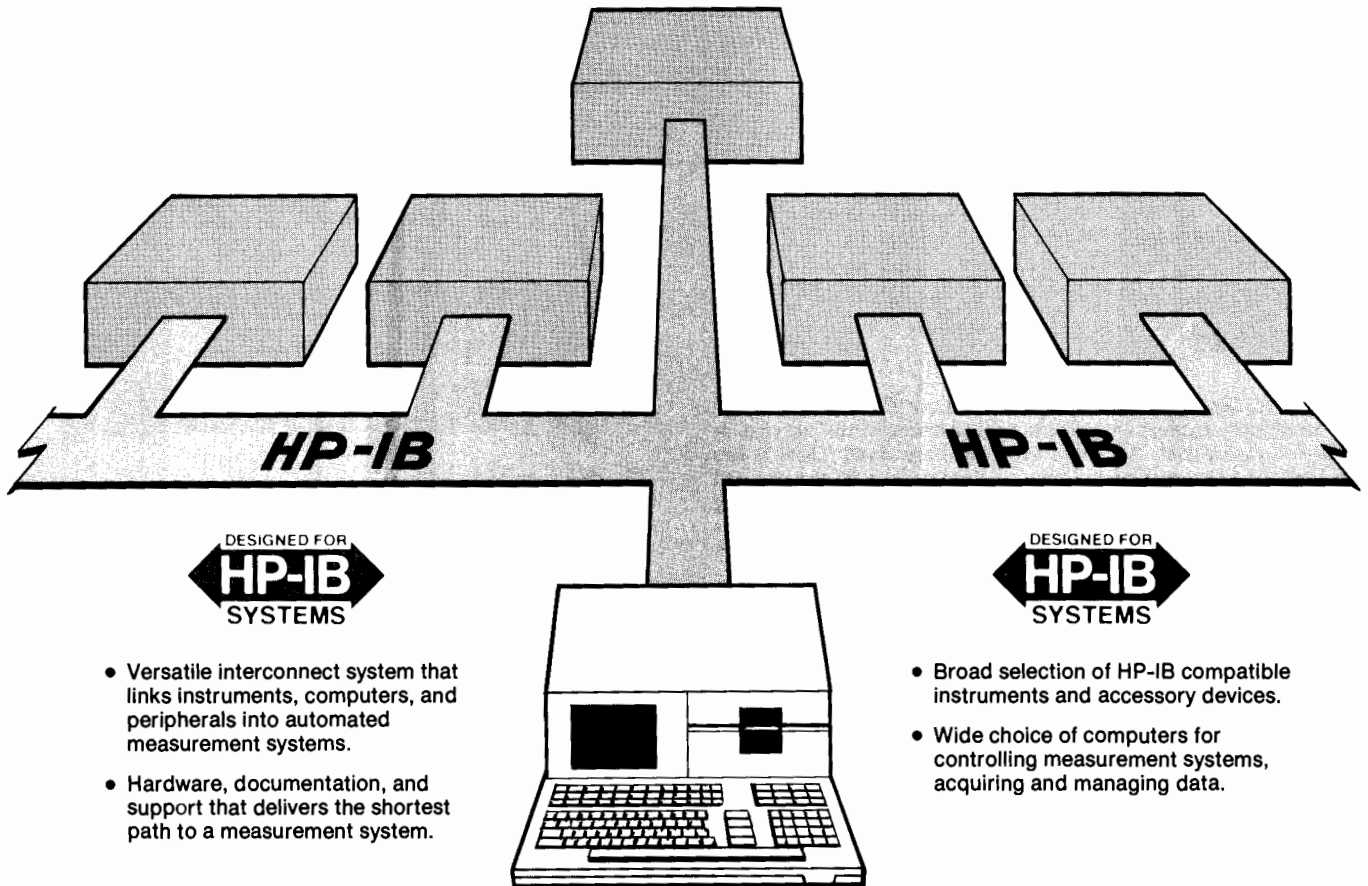 HP-IB
HP-IB
DESIGNED FOR
HP-IB
SYSTEMS
• Versatile interconnect system that
links instruments, computers, and
peripherals into automated
measurement systems.
• Hardware, documentation, and
support that delivers the shortest
path to a measurement system.
DESIGNED FOR
HP-IB
SYSTEMS
• Broad selection of HP-IB compatible
instruments and accessory devices.
• Wide choice of computers for
controlling measurement systems,
acquiring and managing data.